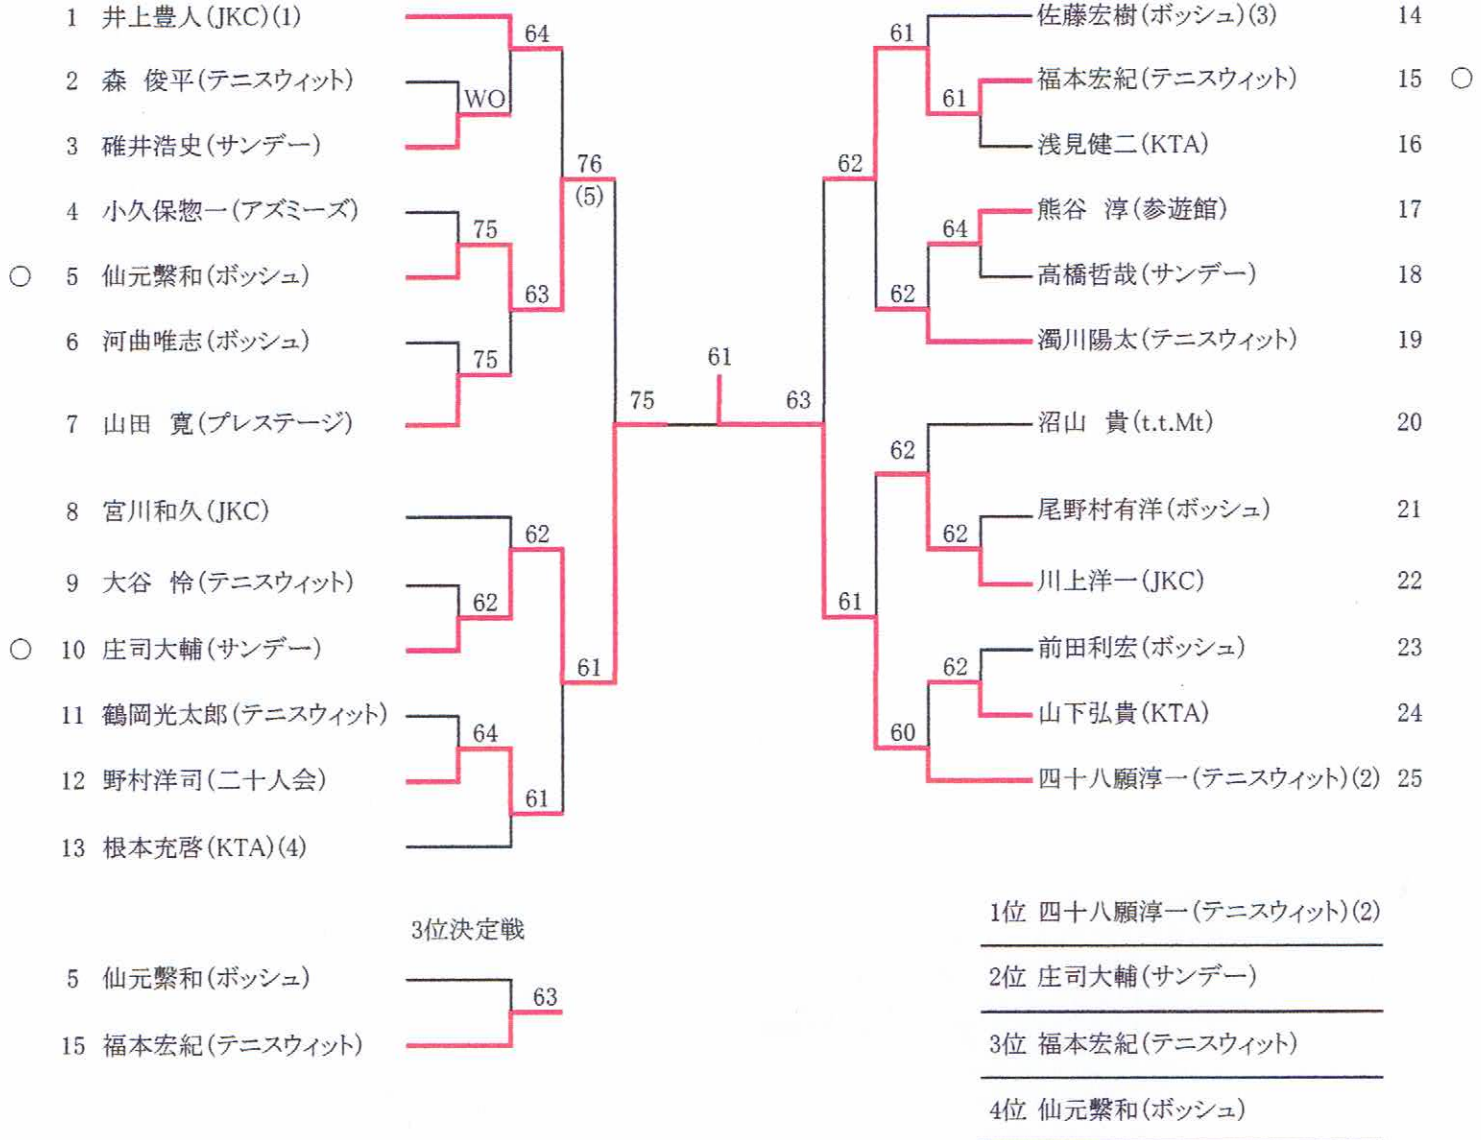 1 井上豊人(JKC)(1)
64
2 森 俊平(テニスウィット)
WO
3 碓井浩史(サンデー)
76
(5)
4 小久保惣一(アズミーズ)
75
○ 5 仙元繋和(ボッシュ)
63
6 河曲唯志(ボッシュ)
75
7 山田 寛(プレステージ)
75
8 宮川和久(JKC)
62
9 大谷 怜(テニスウィット)
62
○ 10 庄司大輔(サンデー)
61
11 鶴岡光太郎(テニスウィット)
64
12 野村洋司(二十人会)
61
13 根本充啓(KTA)(4)
61
佐藤宏樹(ボッシュ)(3) 14
61
福本宏紀(テニスウィット) 15 ○
61
浅見健二(KTA) 16
62
熊谷 淳(参遊館) 17
64
高橋哲哉(サンデー) 18
62
濁川陽太(テニスウィット) 19
63
沼山 貴(t.t.Mt) 20
62
尾野村有洋(ボッシュ) 21
62
川上洋一(JKC) 22
61
前田利宏(ボッシュ) 23
62
山下弘貴(KTA) 24
60
四十八願淳一(テニスウィット)(2) 25
3位決定戦
5 仙元繋和(ボッシュ)
63
15 福本宏紀(テニスウィット)
1位 四十八願淳一(テニスウィット)(2)
2位 庄司大輔(サンデー)
3位 福本宏紀(テニスウィット)
4位 仙元繋和(ボッシュ)